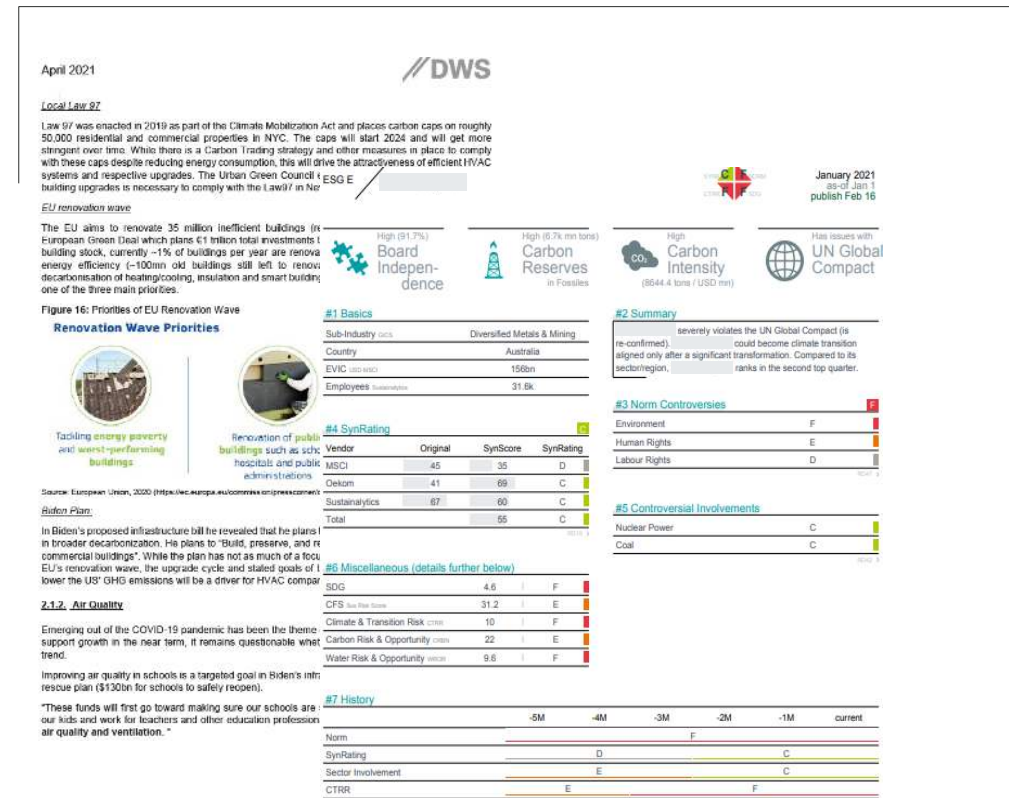 April 2021
DWS
Local Law 97
Law 97 was enacted in 2019 as part of the Climate Mobilization Act and places carbon caps on roughly
50,000 residential and commercial properties in NYC. The caps will start 2024 and will get more
stringent over time. While there is a Carbon Trading strategy and other measures in place to comply
with these caps despite reducing energy consumption, this will drive the attractiveness of efficient HVAC
systems and respective upgrades. The Urban Green Council
building upgrades is necessary to comply with the Law97 in
EU renovation wave
The EU aims to renovate 35 million inefficient buildings
European Green Deal which plans €1 trillion total investments
building stock, currently ~1% of buildings per year are
energy efficiency (~100mn old buildings still left to
decarbonisation of heating/cooling, insulation and smart
one of the three main priorities.
Figure 16: Priorities of EU Renovation Wave
Renovation Wave Priorities
Tackling energy poverty
and worst-performing
buildings
Renovation of
buildings such as
hospitals and public
administrations
Source: European Union, 2020
Biden Plan:
In Biden's proposed infrastructure bill he revealed that he plans
in broader decarbonization. He plans to "Build, preserve, and
commercial buildings". While the plan has not as much of a
EU's renovation wave, the upgrade cycle and stated goals of
lower the US' GHG emissions will be a driver for HVAC
2.1.2. Air Quality
Emerging out of the COVID-19 pandemic has been the theme
support growth in the near term, it remains questionable
trend.
Improving air quality in schools is a targeted goal in Biden's
rescue plan ($130bn for schools to safely reopen).
"These funds will first go toward making sure our schools are
our kids and work for teachers and other education
air quality and ventilation. "
ESG E
C F
F F
January 2021
as-of Jan 1
publish Feb 16
High (91.7%)
Board
Indepen-
dence
High (6.7k mn tons)
Carbon
Reserves
in Fossiles
CO₂
High
Carbon
Intensity
(8644.4 tons / USD mn)
Has issues with
UN Global
Compact
#1 Basics
Sub-Industry GICS Diversified Metals & Mining
Country Australia
EVIC USD MSCI 156bn
Employees Sustainalytics 31.6k
#2 Summary
severely violates the UN Global Compact (is
re-confirmed). could become climate transition
aligned only after a significant transformation. Compared to its
sector/region, ranks in the second top quarter.
#3 Norm Controversies F
Environment F
Human Rights E
Labour Rights D
#4 SynRating C
Vendor Original SynScore SynRating
MSCI 45 35 D
Oekom 41 69 C
Sustainalytics 67 60 C
Total 55 C
#5 Controversial Involvements
Nuclear Power C
Coal C
#6 Miscellaneous (details further below)
SDG 4.6 F
CFS 31.2 E
Climate & Transition Risk CTRR 10 F
Carbon Risk & Opportunity 22 E
Water Risk & Opportunity 9.6 F
#7 History
-5M -4M -3M -2M -1M current
Norm F
SynRating D C
Sector Involvement E C
CTRR E F